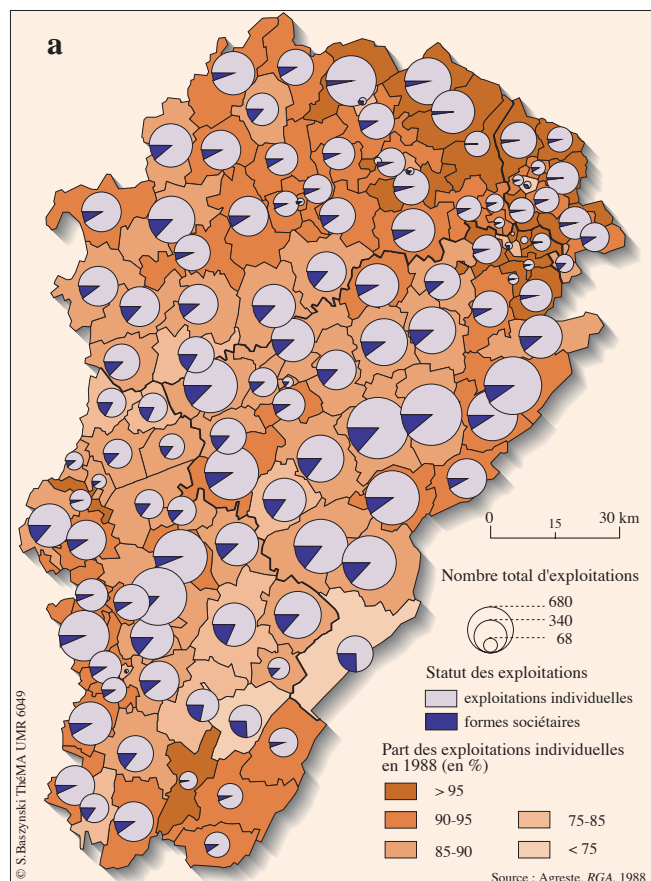 a
0
15
30 km
Nombre total d'exploitations
680
340
68
Statut des exploitations
exploitations individuelles
formes sociétaires
Part des exploitations individuelles
en 1988 (en %)
> 95
90-95
85-90
75-85
< 75
Source : Agreste, RGA, 1988
© S.Baszynski ThéMA UMR 6049